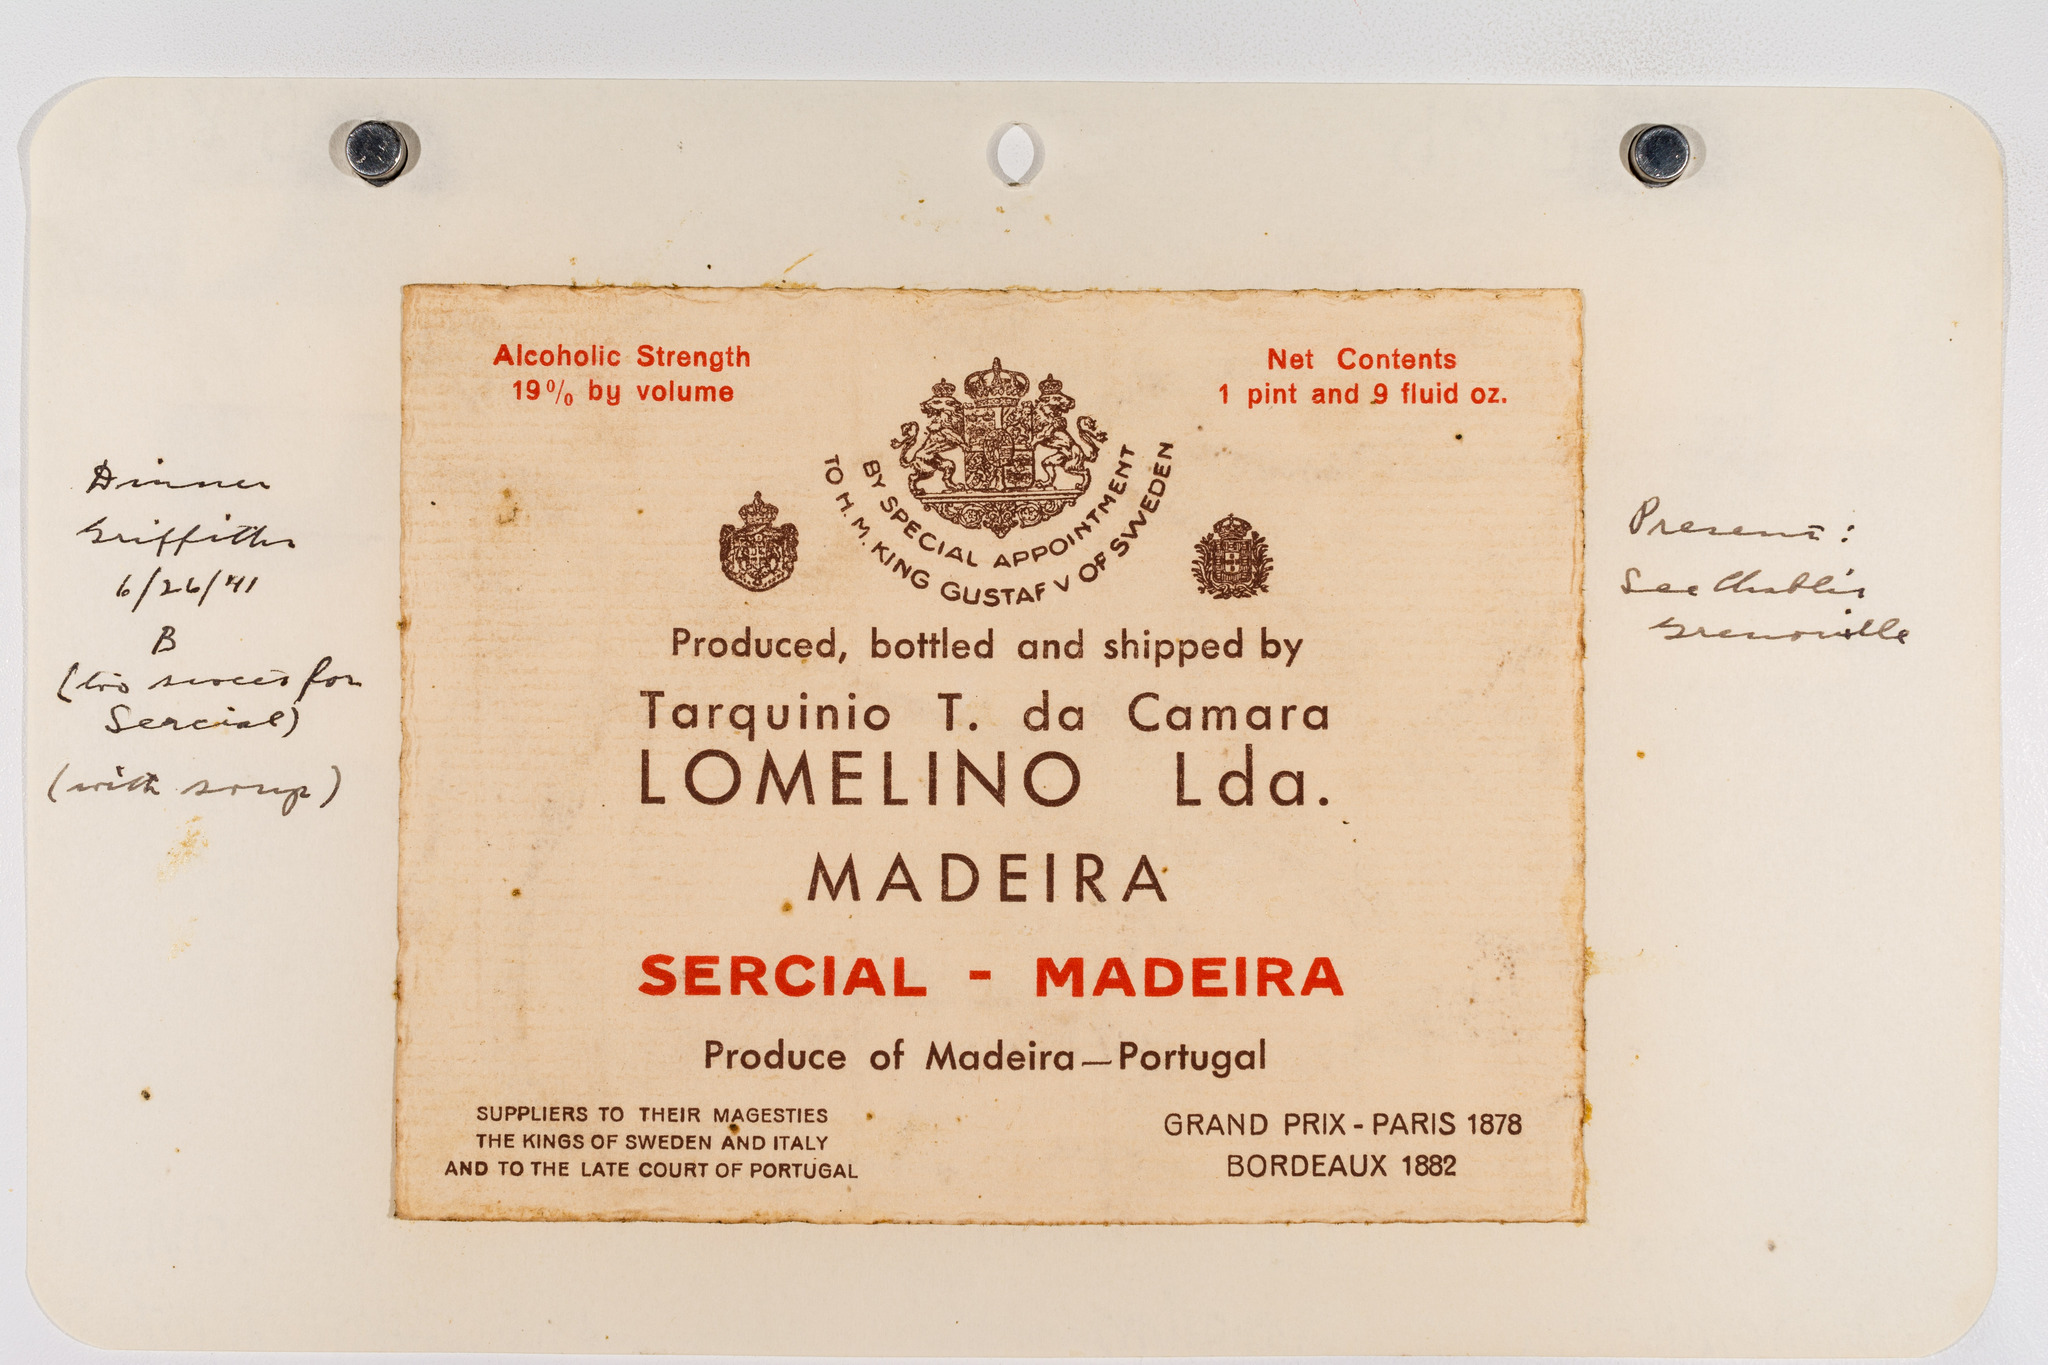 Alcoholic Strength
19% by volume
Net Contents
1 pint and 9 fluid oz.
BY SPECIAL APPOINTMENT
TO H. M. KING GUSTAF V OF SWEDEN
Produced, bottled and shipped by
Tarquinio T. da Camara
LOMELINO Lda.
MADEIRA
SERCIAL - MADEIRA
Produce of Madeira—Portugal
SUPPLIERS TO THEIR MAGESTIES
THE KINGS OF SWEDEN AND ITALY
AND TO THE LATE COURT OF PORTUGAL
GRAND PRIX - PARIS 1878
BORDEAUX 1882
Dinner
Griffiths
6/26/41
B
(too sweet for
Sercial)
(with soup)
Present:
See Chablis
Grenouille